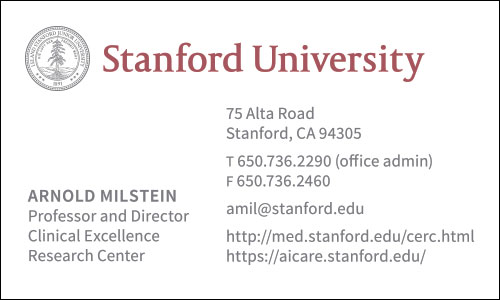 Stanford University
75 Alta Road
Stanford, CA 94305
T 650.736.2290 (office admin)
F 650.736.2460
amil@stanford.edu
http://med.stanford.edu/cerc.html
https://aicare.stanford.edu/
ARNOLD MILSTEIN
Professor and Director
Clinical Excellence
Research Center